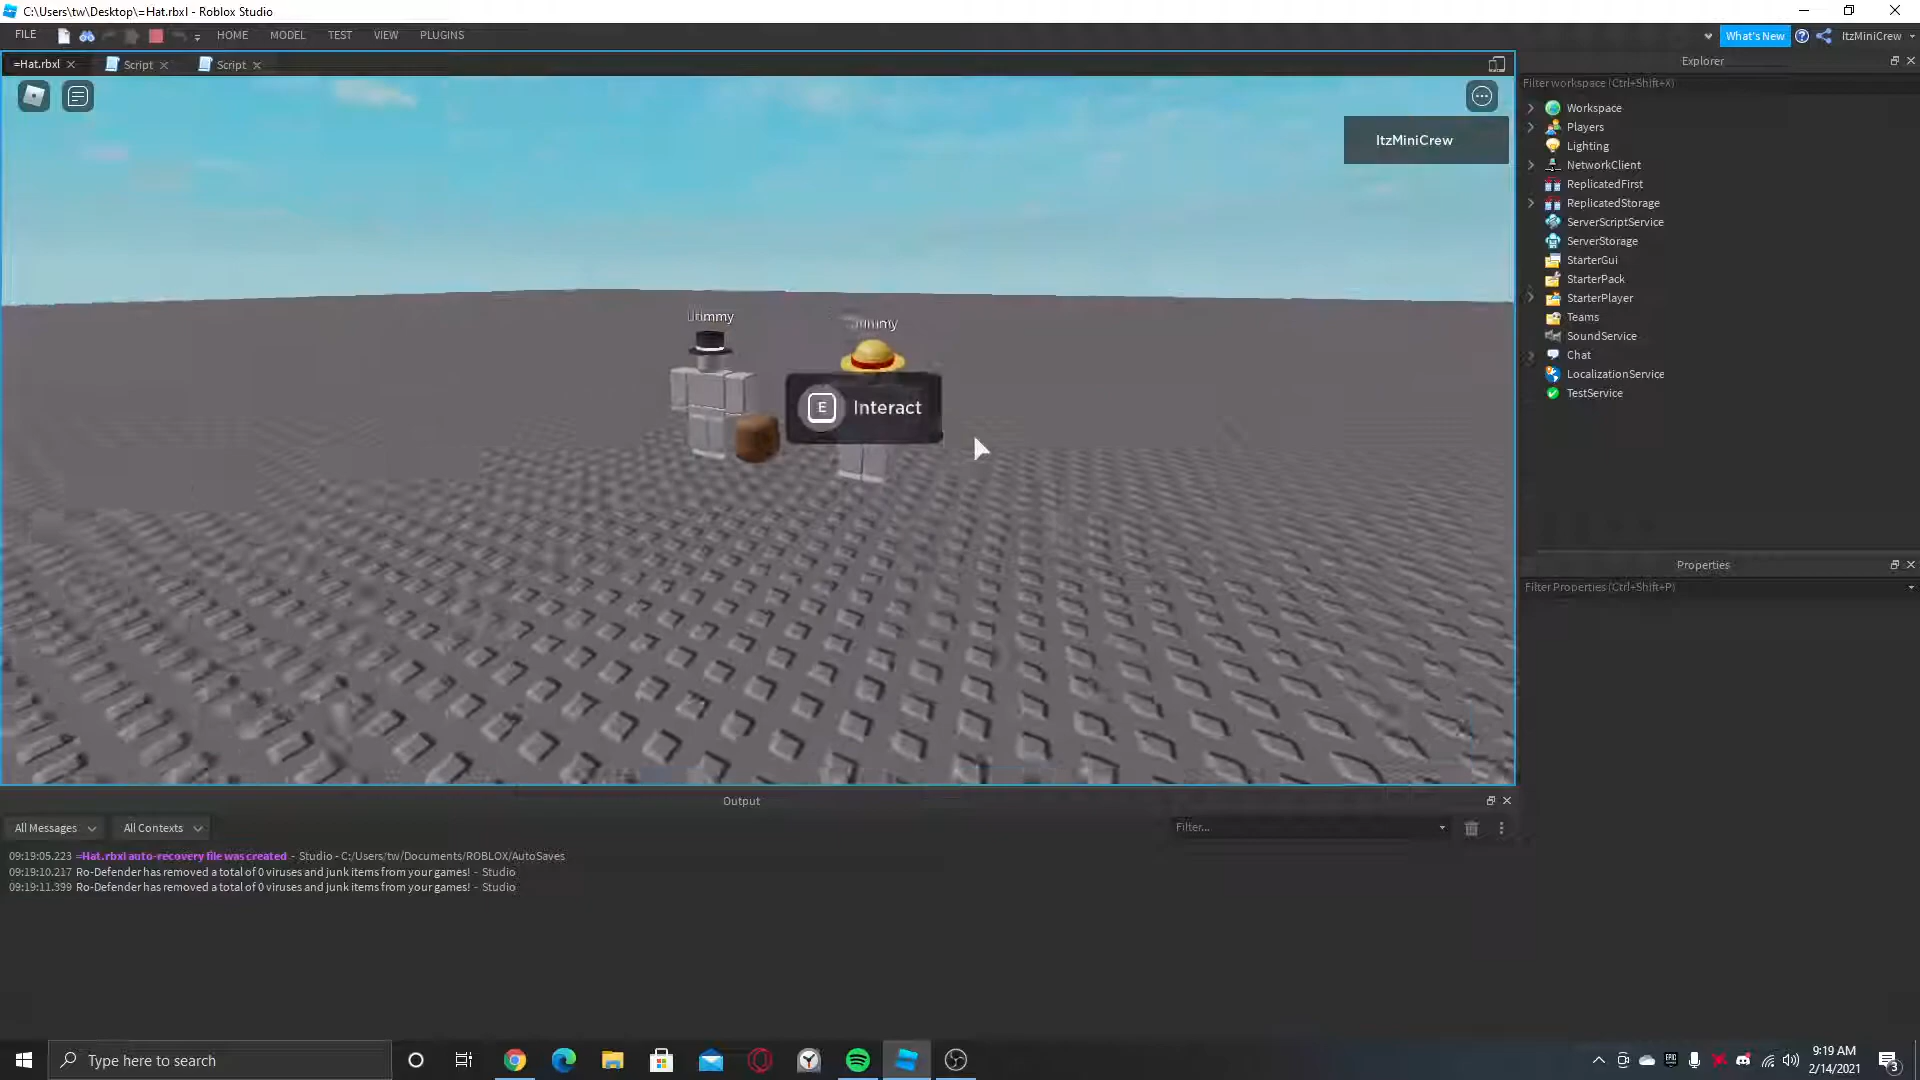 C:\Users\tw\Desktop\=Hat.rbxl - Roblox Studio
FILE HOME MODEL TEST VIEW PLUGINS What's New ItzMiniCrew
=Hat.rbxl Script Script
Explorer
Filter workspace (Ctrl+Shift+X)
Workspace
Players
Lighting
NetworkClient
ReplicatedFirst
ReplicatedStorage
ServerScriptService
ServerStorage
StarterGui
StarterPack
StarterPlayer
Teams
SoundService
Chat
LocalizationService
TestService
ItzMiniCrew
E Interact
Properties
Filter Properties (Ctrl+Shift+P)
Output
All Messages All Contexts Filter...
09:19:05.223 =Hat.rbxl auto-recovery file was created - Studio - C:/Users/tw/Documents/ROBLOX/AutoSaves
09:19:10.217 Ro-Defender has removed a total of 0 viruses and junk items from your games! - Studio
09:19:11.399 Ro-Defender has removed a total of 0 viruses and junk items from your games! - Studio
Type here to search
9:19 AM
2/14/2021
3